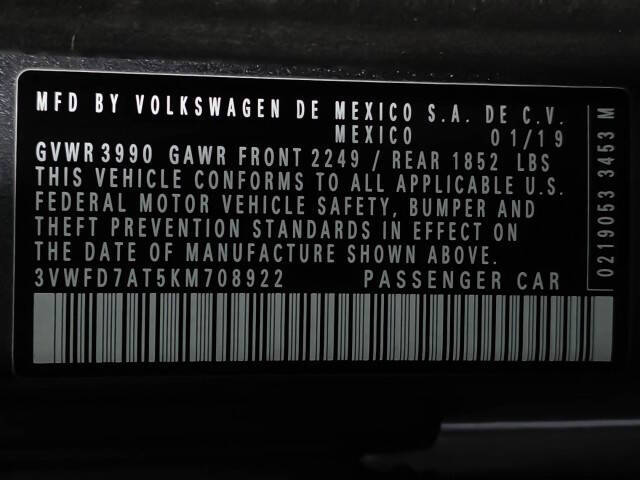 MFD BY VOLKSWAGEN DE MEXICO S.A. DE C.V.
MEXICO 01/19
GVWR 3990 GAWR FRONT 2249 / REAR 1852 LBS
THIS VEHICLE CONFORMS TO ALL APPLICABLE U.S.
FEDERAL MOTOR VEHICLE SAFETY, BUMPER AND
THEFT PREVENTION STANDARDS IN EFFECT ON
THE DATE OF MANUFACTURE SHOWN ABOVE.
3VWFD7AT5KM708922 PASSENGER CAR
0219053 3453 M